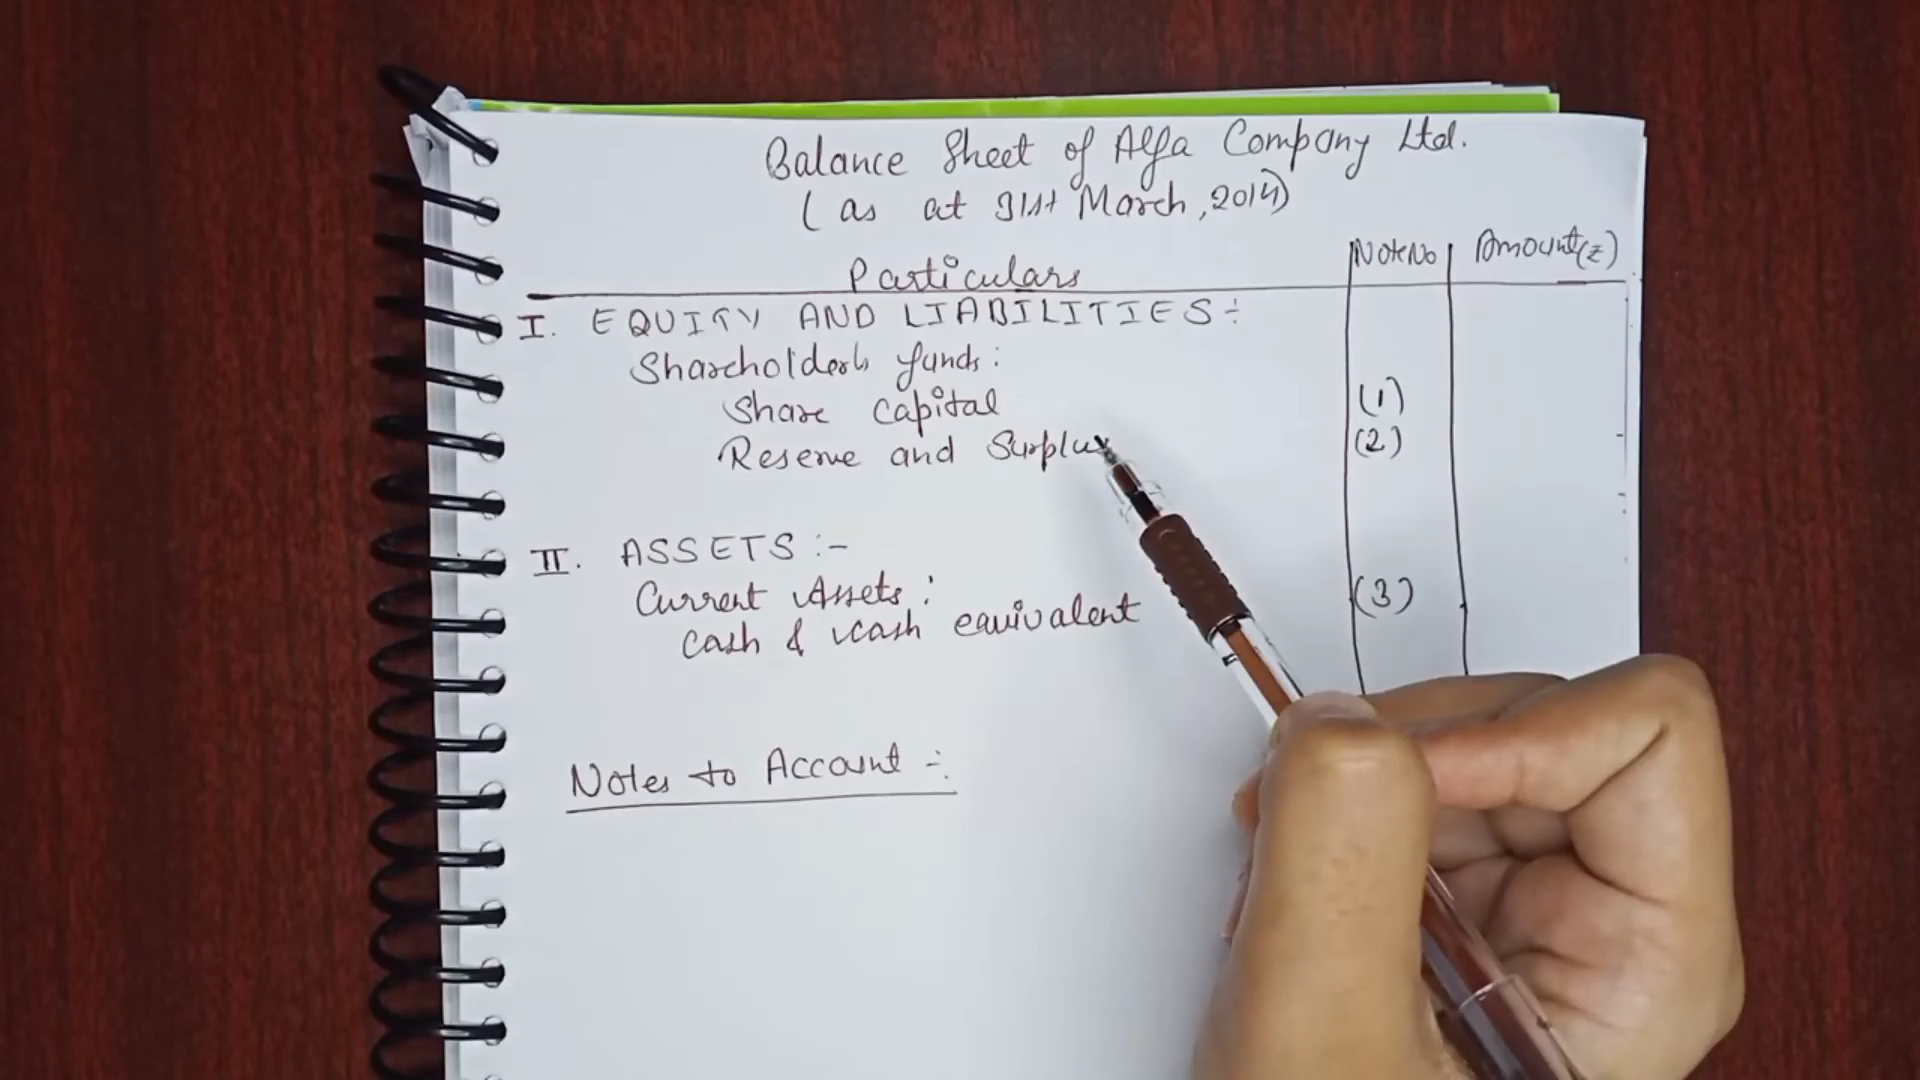 Balance Sheet of Alfa Company Ltd.
(as at 31st March, 2014)
Particulars Note No Amount(₹)
I. EQUITY AND LIABILITIES :-
Shareholder's funds :
Share Capital (1)
Reserve and Surplus (2)
II. ASSETS :-
Current Assets : (3)
Cash & Cash equivalent
Notes to Account :-